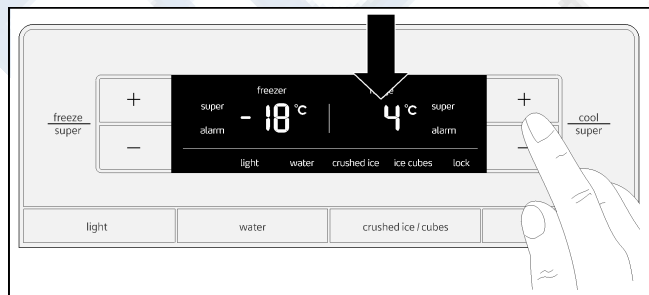 freezer
super
alarm
-18 °C
4 °C
super
alarm
light water crushed ice ice cubes lock
freeze
super
+
−
+
−
cool
super
light
water
crushed ice / cubes